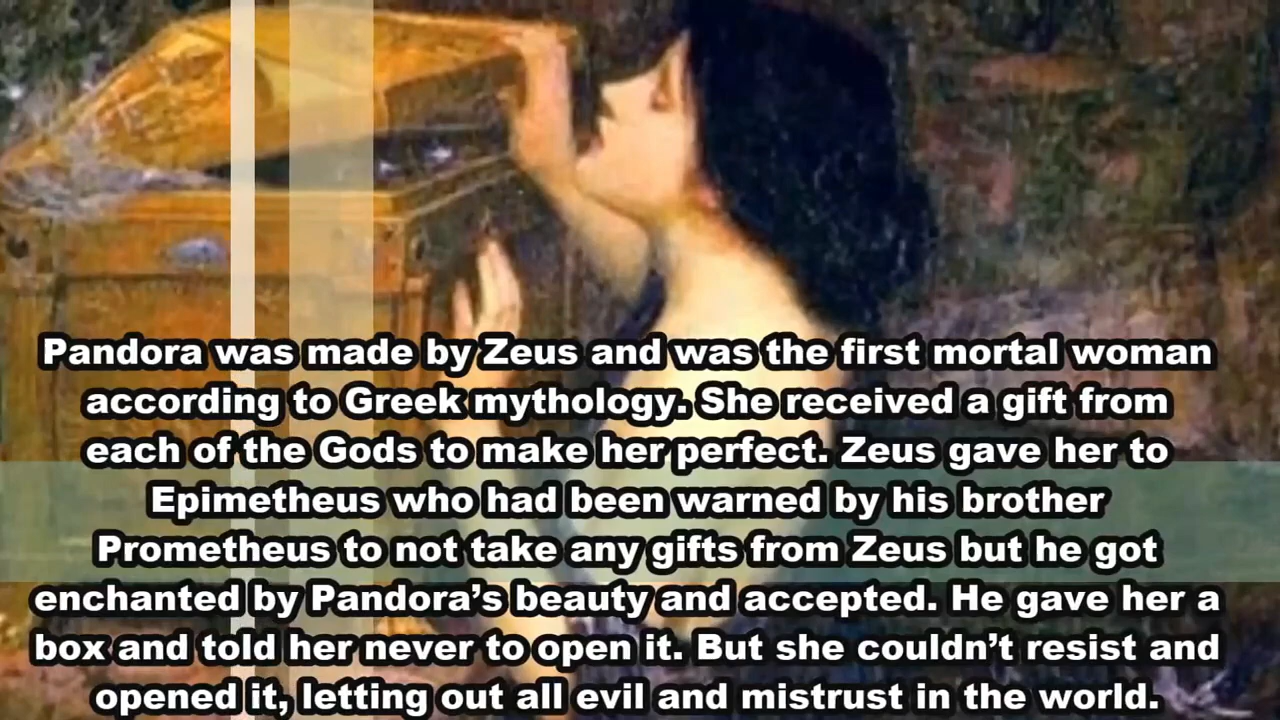 Pandora was made by Zeus and was the first mortal woman
according to Greek mythology. She received a gift from
each of the Gods to make her perfect. Zeus gave her to
Epimetheus who had been warned by his brother
Prometheus to not take any gifts from Zeus but he got
enchanted by Pandora’s beauty and accepted. He gave her a
box and told her never to open it. But she couldn’t resist and
opened it, letting out all evil and mistrust in the world.